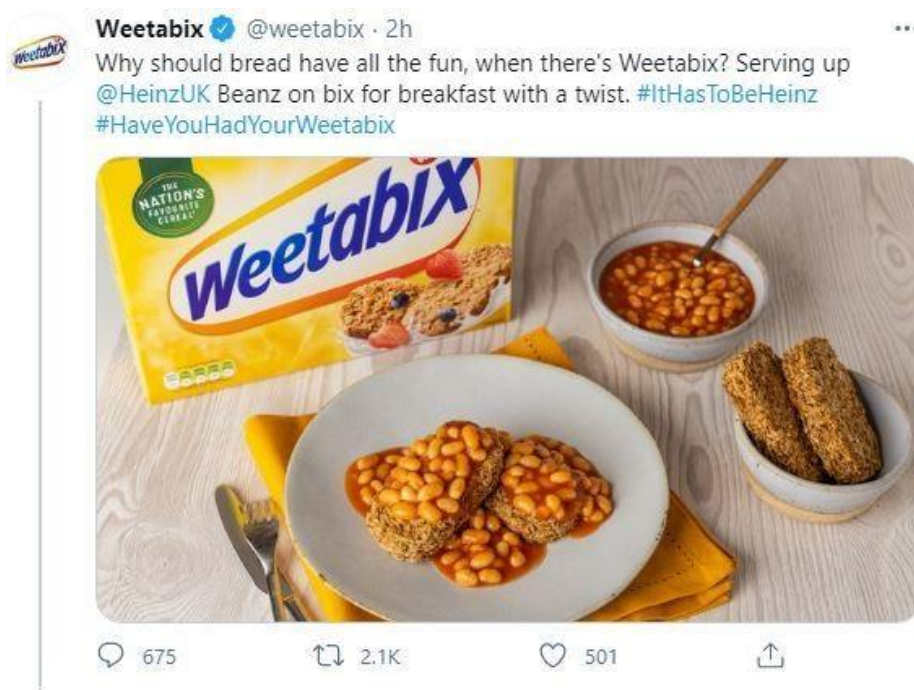 Weetabix @weetabix · 2h
Why should bread have all the fun, when there's Weetabix? Serving up
@HeinzUK Beanz on bix for breakfast with a twist. #ItHasToBeHeinz
#HaveYouHadYourWeetabix
Weetabix
THE
NATION'S
FAVOURITE
CEREAL
Weetabix
675 2.1K 501